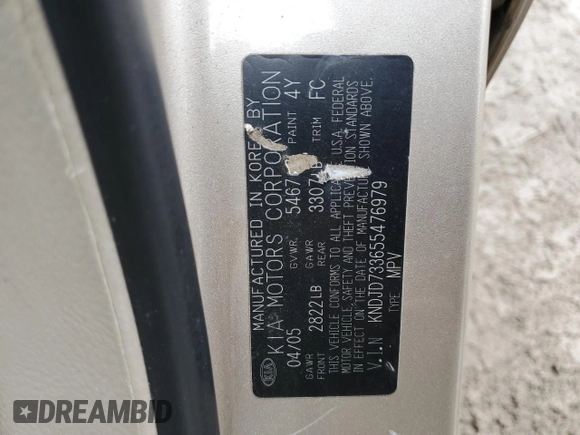 MANUFACTURED IN KOREA BY
KIA MOTORS CORPORATION
04/05 GVWR: 5467 PAINT 4Y
GAWR FRONT 2822LB GAWR REAR 3307 TRIM FC
THIS VEHICLE CONFORMS TO ALL APPLICABLE U.S.A. FEDERAL
MOTOR VEHICLE SAFETY AND THEFT PREVENTION STANDARDS
IN EFFECT ON THE DATE OF MANUFACTURE SHOWN ABOVE.
V.I.N KNDJD733655476979
TYPE MPV
KIA
DREAMBID